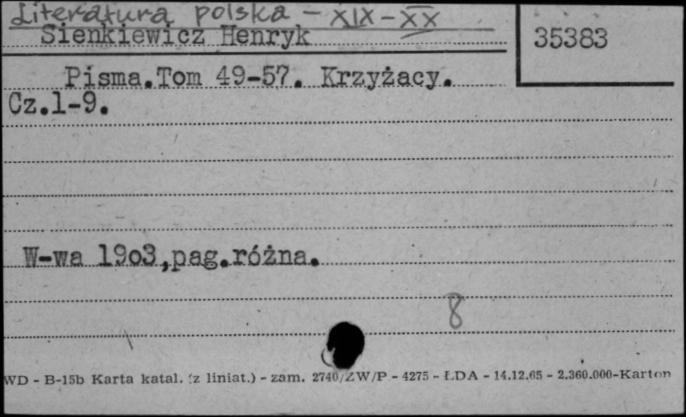 Literatura polska - XIX-XX
Sienkiewicz Henryk
35383
Pisma.Tom 49-57. Krzyżacy.
Cz.1-9.
W-wa 19o3,pag.różna.
8
WD - B-15b Karta katal. (z liniat.) - zam. 2740/ZW/P - 4275 - ŁDA - 14.12.65 - 2.360.000-Karton